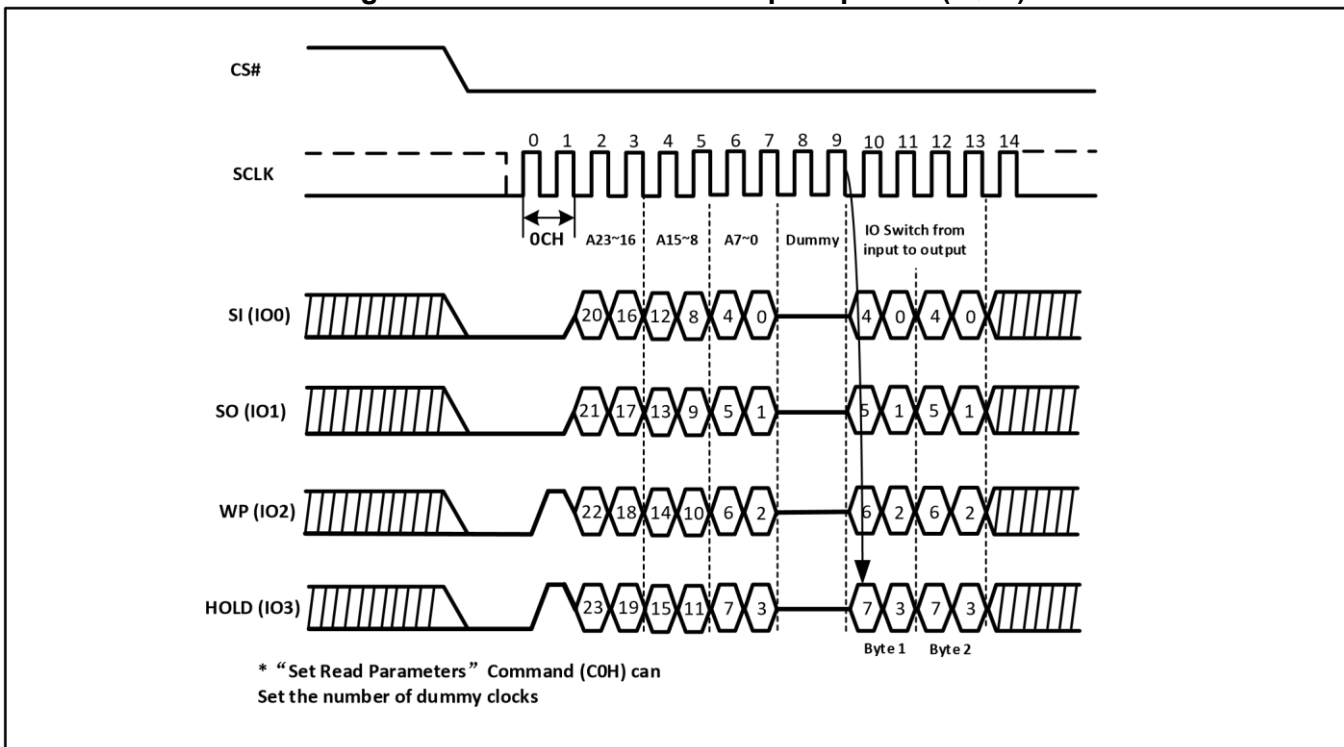 CS#
0 1 2 3 4 5 6 7 8 9 10 11 12 13 14
SCLK
0CH A23~16 A15~8 A7~0 Dummy IO Switch from
input to output
SI (IO0) 20 16 12 8 4 0 4 0 4 0
SO (IO1) 21 17 13 9 5 1 5 1 5 1
WP (IO2) 22 18 14 10 6 2 6 2 6 2
HOLD (IO3) 23 19 15 11 7 3 7 3 7 3
Byte 1 Byte 2
* “Set Read Parameters” Command (C0H) can
Set the number of dummy clocks